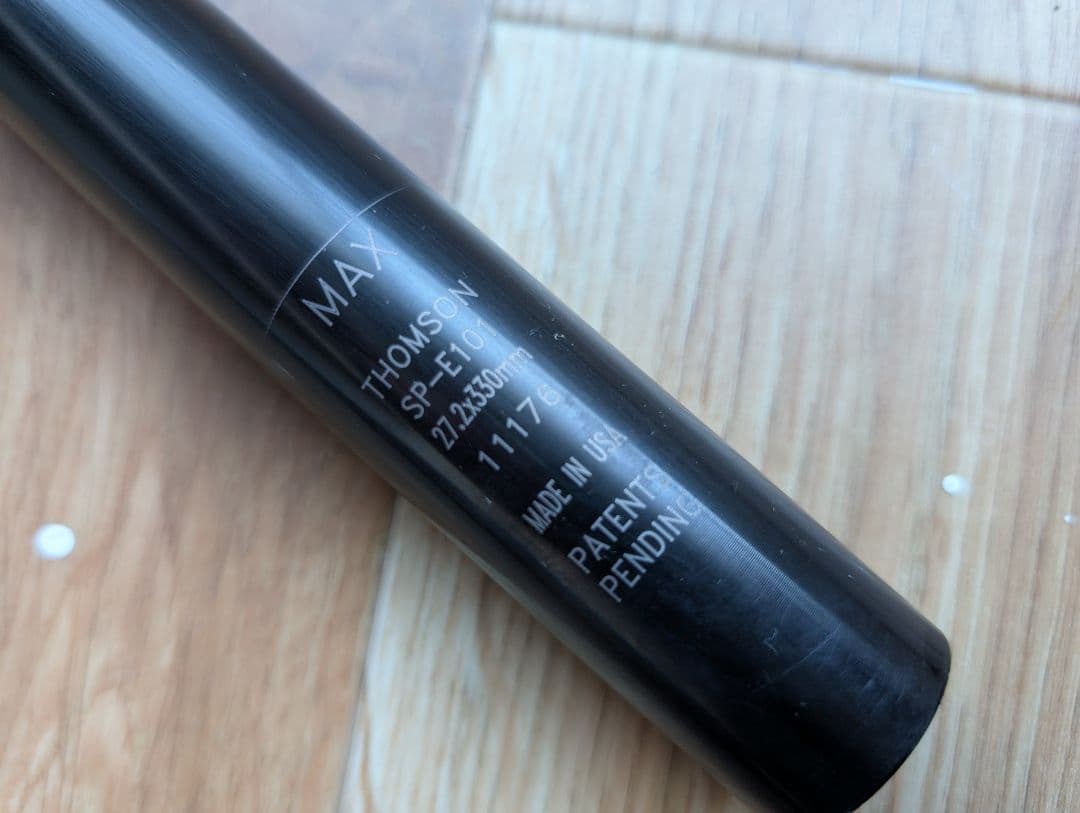 MAX
THOMSON
SP-E101
27.2x330mm
11176
MADE IN USA
PATENTS
PENDING